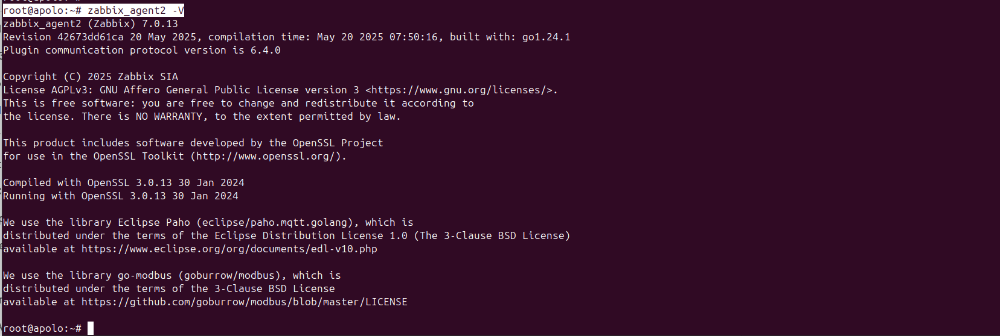 root@apolo:~# zabbix_agent2 -V
zabbix_agent2 (Zabbix) 7.0.13
Revision 42673dd61ca 20 May 2025, compilation time: May 20 2025 07:50:16, built with: go1.24.1
Plugin communication protocol version is 6.4.0
Copyright (C) 2025 Zabbix SIA
License AGPLv3: GNU Affero General Public License version 3 <https://www.gnu.org/licenses/>.
This is free software: you are free to change and redistribute it according to
the license. There is NO WARRANTY, to the extent permitted by law.
This product includes software developed by the OpenSSL Project
for use in the OpenSSL Toolkit (http://www.openssl.org/).
Compiled with OpenSSL 3.0.13 30 Jan 2024
Running with OpenSSL 3.0.13 30 Jan 2024
We use the library Eclipse Paho (eclipse/paho.mqtt.golang), which is
distributed under the terms of the Eclipse Distribution License 1.0 (The 3-Clause BSD License)
available at https://www.eclipse.org/org/documents/edl-v10.php
We use the library go-modbus (goburrow/modbus), which is
distributed under the terms of the 3-Clause BSD License
available at https://github.com/goburrow/modbus/blob/master/LICENSE
root@apolo:~#